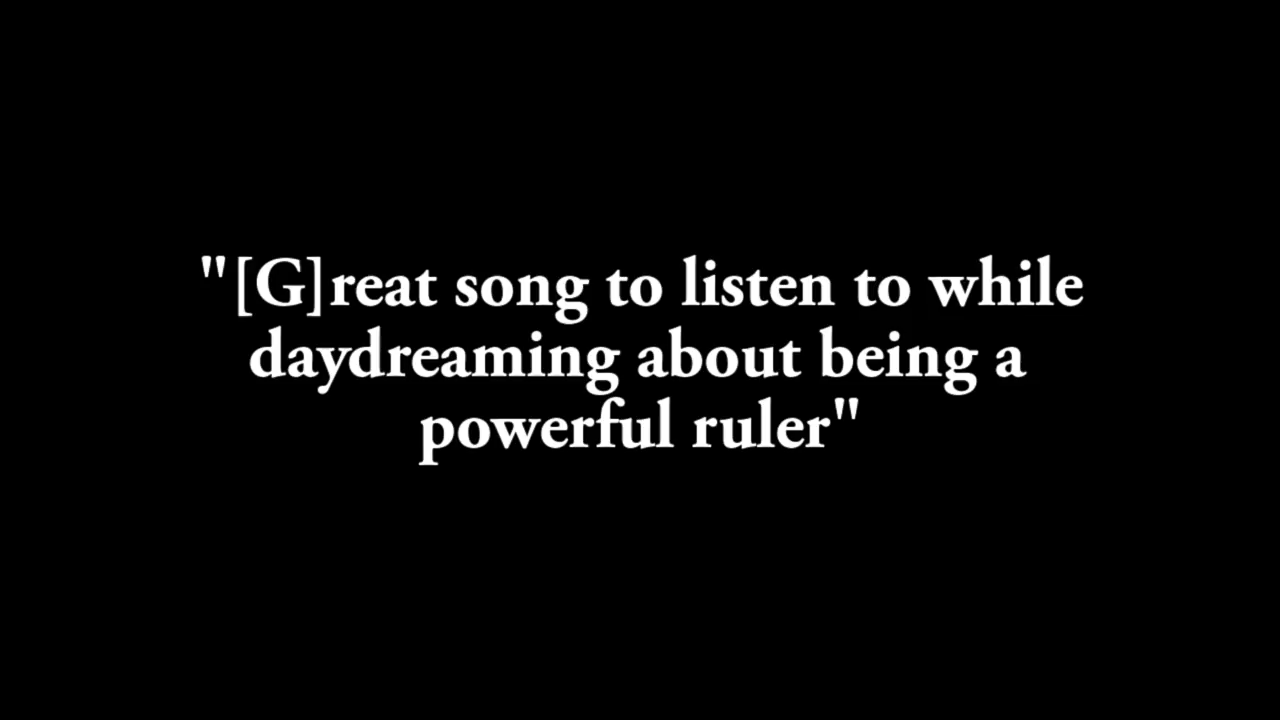 "[G]reat song to listen to while
daydreaming about being a
powerful ruler"